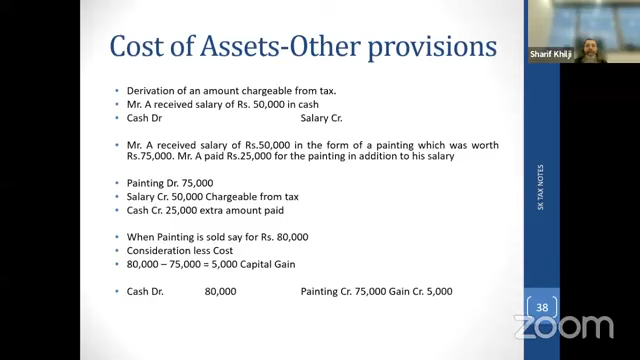 Cost of Assets-Other provisions
Sharif Khilji
Derivation of an amount chargeable from tax.
Mr. A received salary of Rs. 50,000 in cash
Cash Dr Salary Cr.
Mr. A received salary of Rs.50,000 in the form of a painting which was worth
Rs.75,000. Mr. A paid Rs.25,000 for the painting in addition to his salary
Painting Dr. 75,000
Salary Cr. 50,000 Chargeable from tax
Cash Cr. 25,000 extra amount paid
When Painting is sold say for Rs. 80,000
Consideration less Cost
80,000 – 75,000 = 5,000 Capital Gain
Cash Dr. 80,000 Painting Cr. 75,000 Gain Cr. 5,000
SK TAX NOTES
38
zoom